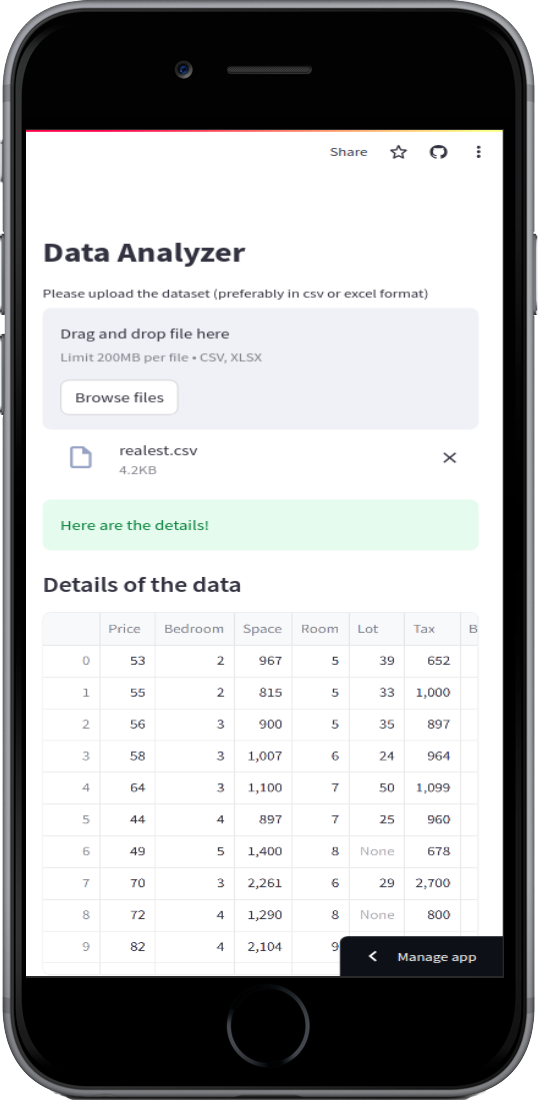 Share
Data Analyzer
Please upload the dataset (preferably in csv or excel format)
Drag and drop file here
Limit 200MB per file • CSV, XLSX
Browse files
realest.csv
4.2KB
Here are the details!
Details of the data
Price Bedroom Space Room Lot Tax B
0 53 2 967 5 39 652
1 55 2 815 5 33 1,000
2 56 3 900 5 35 897
3 58 3 1,007 6 24 964
4 64 3 1,100 7 50 1,099
5 44 4 897 7 25 960
6 49 5 1,400 8 None 678
7 70 3 2,261 6 29 2,700
8 72 4 1,290 8 None 800
9 82 4 2,104 9
Manage app